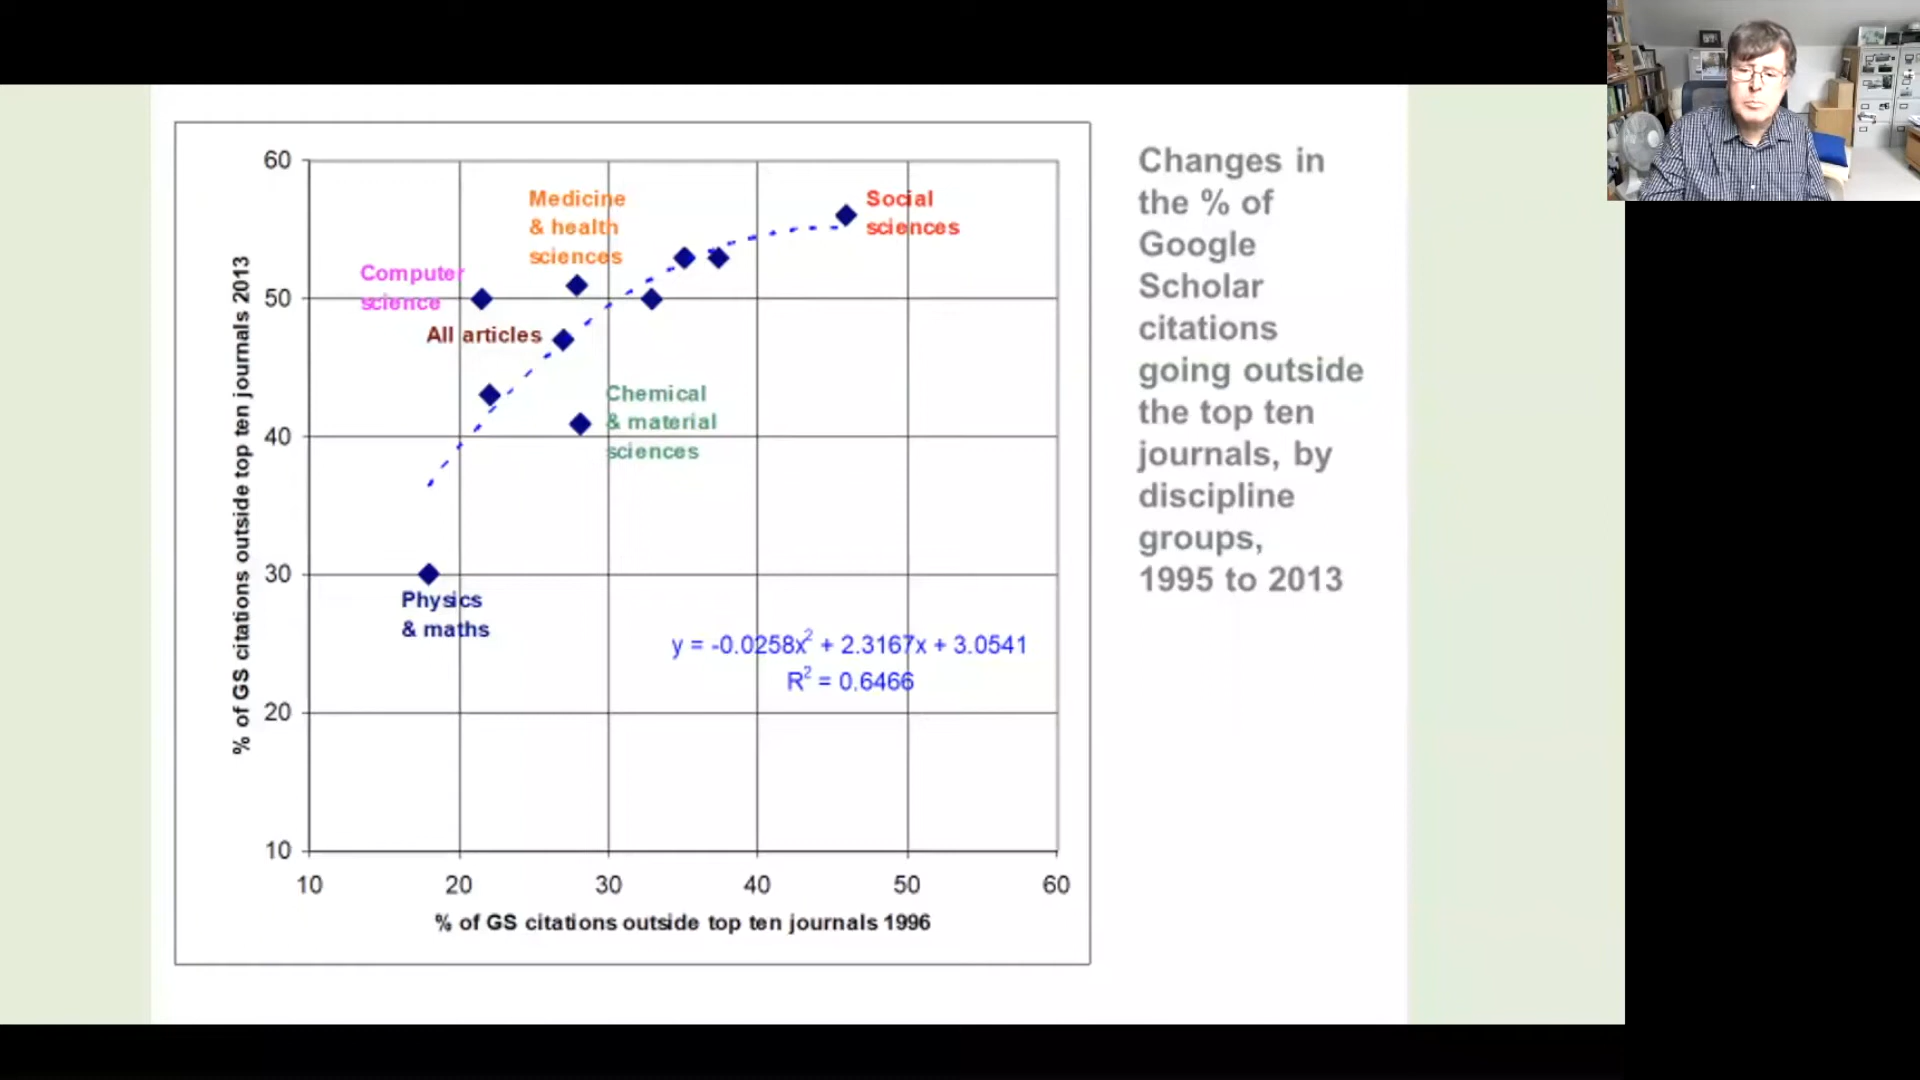 Changes in
the % of
Google
Scholar
citations
going outside
the top ten
journals, by
discipline
groups,
1995 to 2013
% of GS citations outside top ten journals 2013
60
50
40
30
20
10
Medicine
& health
sciences
Social
sciences
Computer
science
All articles
Chemical
& material
sciences
Physics
& maths
y = -0.0258x² + 2.3167x + 3.0541
R² = 0.6466
10 20 30 40 50 60
% of GS citations outside top ten journals 1996